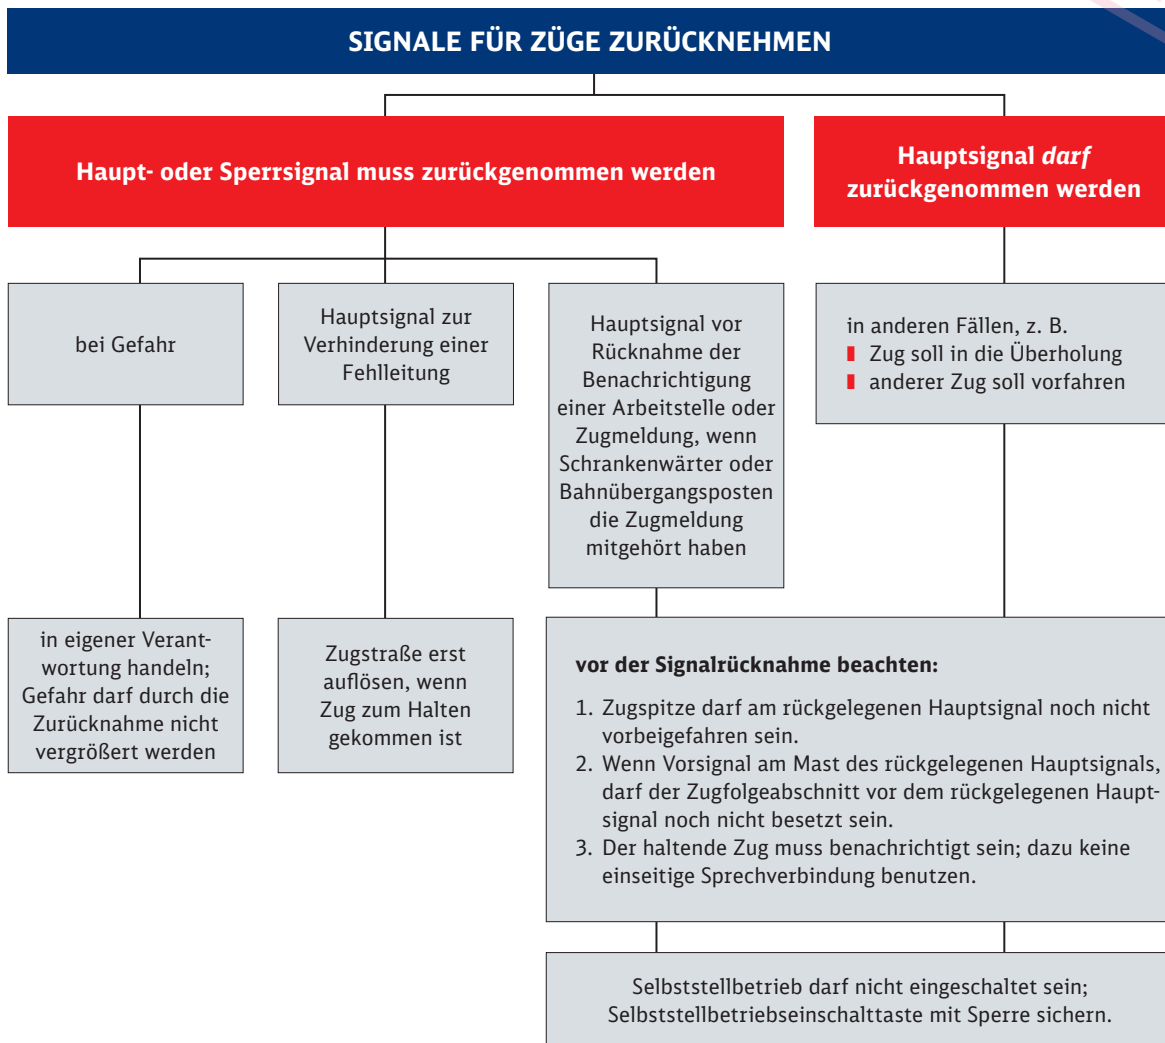 SIGNALE FÜR ZÜGE ZURÜCKNEHMEN
Haupt- oder Sperrsignal muss zurückgenommen werden
Hauptsignal darf
zurückgenommen werden
bei Gefahr
Hauptsignal zur
Verhinderung einer
Fehlleitung
Hauptsignal vor
Rücknahme der
Benachrichtigung
einer Arbeitstelle oder
Zugmeldung, wenn
Schrankenwärter oder
Bahnübergangsposten
die Zugmeldung
mitgehört haben
in anderen Fällen, z. B.
Zug soll in die Überholung
anderer Zug soll vorfahren
in eigener Verant-
wortung handeln;
Gefahr darf durch die
Zurücknahme nicht
vergrößert werden
Zugstraße erst
auflösen, wenn
Zug zum Halten
gekommen ist
vor der Signalrücknahme beachten:
1. Zugspitze darf am rückgelegenen Hauptsignal noch nicht
vorbeigefahren sein.
2. Wenn Vorsignal am Mast des rückgelegenen Hauptsignals,
darf der Zugfolgeabschnitt vor dem rückgelegenen Haupt-
signal noch nicht besetzt sein.
3. Der haltende Zug muss benachrichtigt sein; dazu keine
einseitige Sprechverbindung benutzen.
Selbststellbetrieb darf nicht eingeschaltet sein;
Selbststellbetriebseinschalttaste mit Sperre sichern.